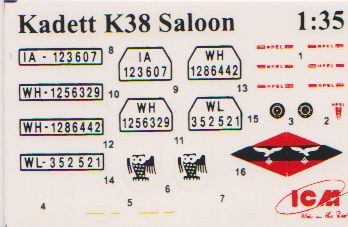 Kadett K38 Saloon 1:35
IA - 123607
8
IA
123607
9
WH
1286442
13
OPEL
1
WH-1256329
10
WH-1286442
12
WH
1256329
11
WL
352521
15
3
2
WL-352521
14
16
4
5
6
7
ICM